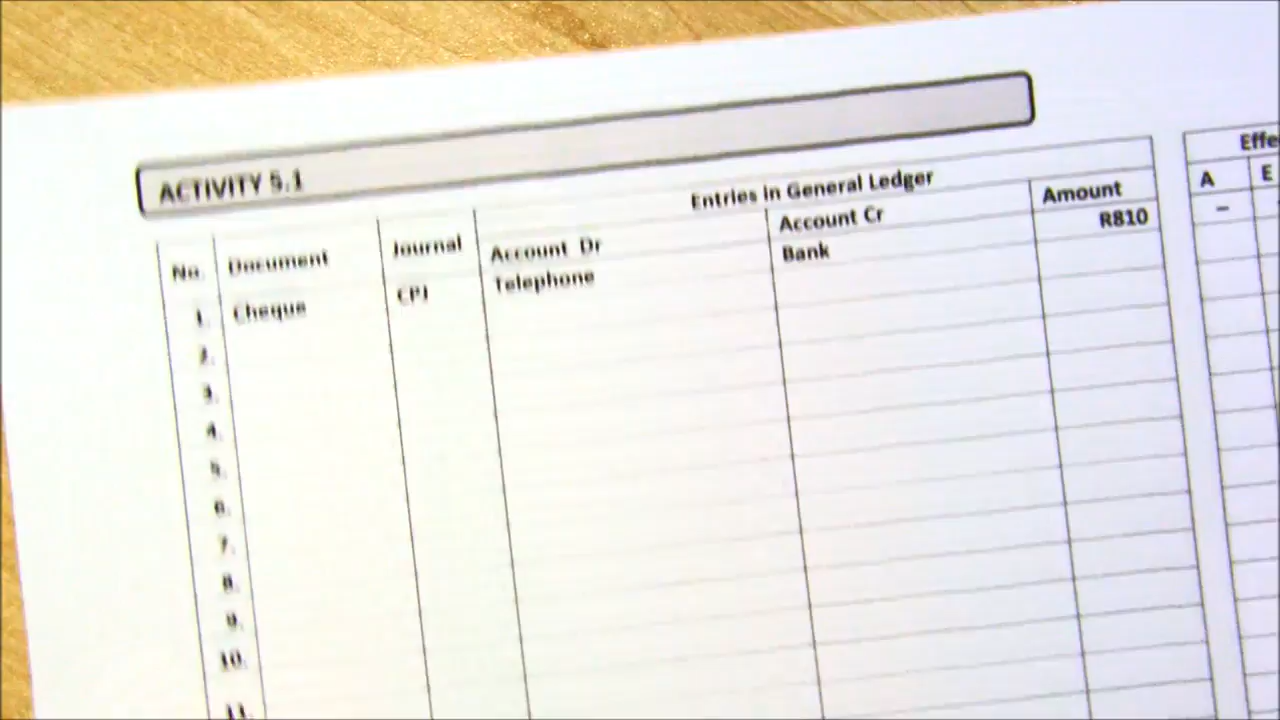 ACTIVITY 5.1
Entries in General Ledger Effe
No. Document Journal Account Dr Account Cr Amount A E
1. Cheque CPJ Telephone Bank R810 –
2.
3.
4.
5.
6.
7.
8.
9.
10.
11.